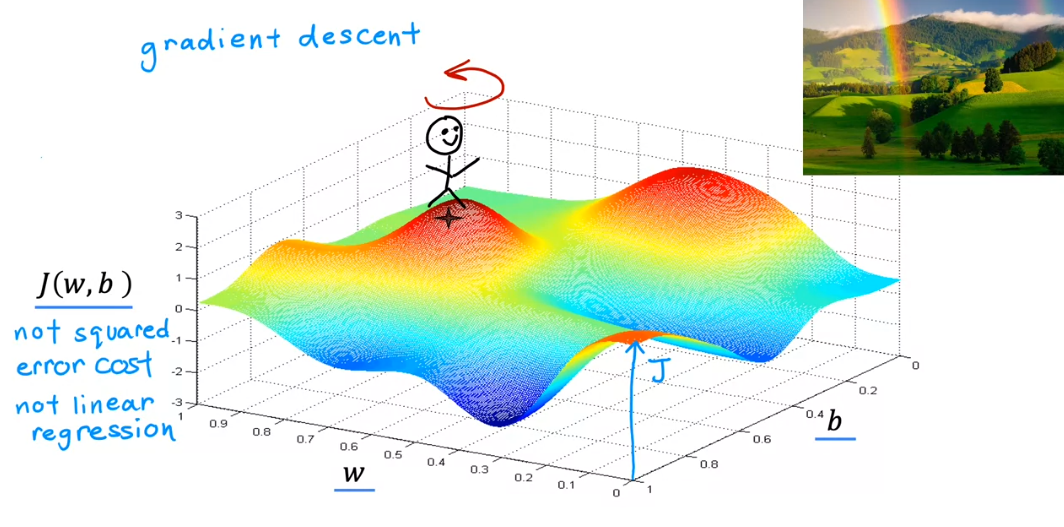 gradient descent
J(w, b )
not squared
error cost
not linear
regression
3
2
1
0
-1
-2
-3
1
0.9
0.8
0.7
0.6
0.5
0.4
0.3
0.2
0.1
0
w
1
0.8
0.6
0.4
0.2
0
b
J